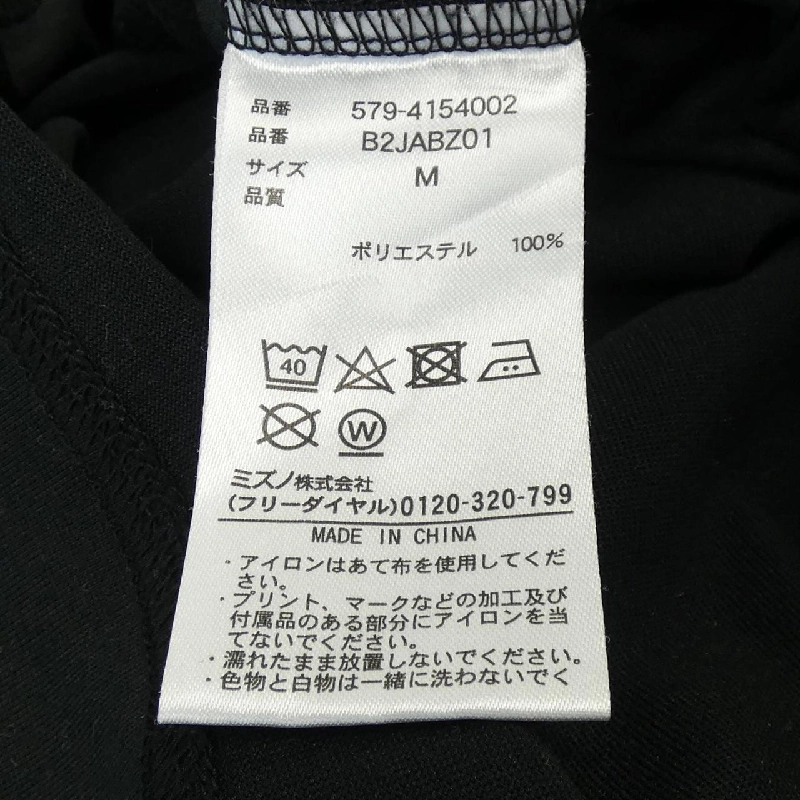 品番 579-4154002
品番 B2JABZ01
サイズ M
品質
ポリエステル 100%
40
W
ミズノ株式会社
(フリーダイヤル)0120-320-799
MADE IN CHINA
・アイロンはあて布を使用してくだ
さい。
・プリント、マークなどの加工及び
付属品のある部分にアイロンを当
てないでください。
・濡れたまま放置しないでください。
・色物と白物は一緒に洗わないでく